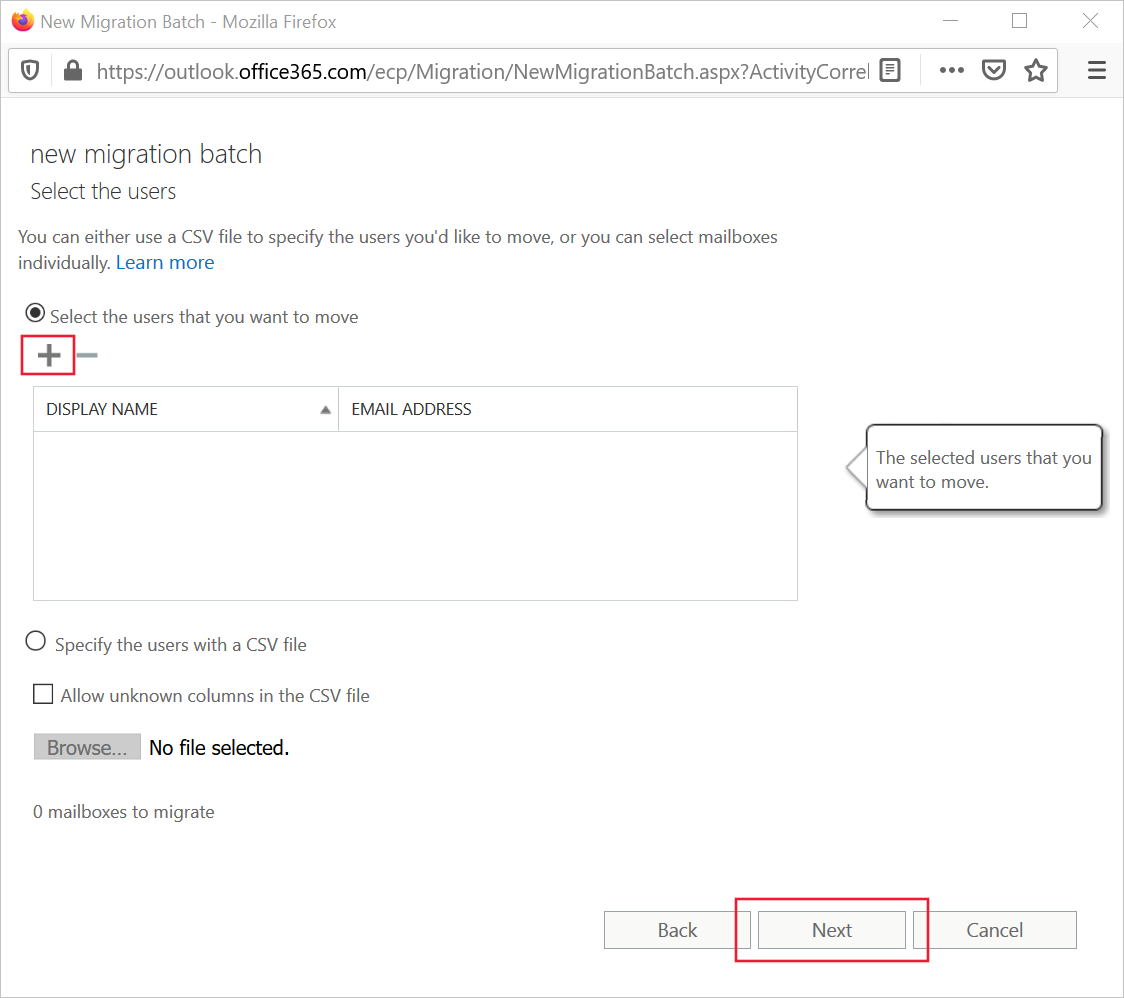 New Migration Batch - Mozilla Firefox
https://outlook.office365.com/ecp/Migration/NewMigrationBatch.aspx?ActivityCorrel
new migration batch
Select the users
You can either use a CSV file to specify the users you'd like to move, or you can select mailboxes
individually. Learn more
Select the users that you want to move
DISPLAY NAME EMAIL ADDRESS
The selected users that you
want to move.
Specify the users with a CSV file
Allow unknown columns in the CSV file
Browse... No file selected.
0 mailboxes to migrate
Back Next Cancel